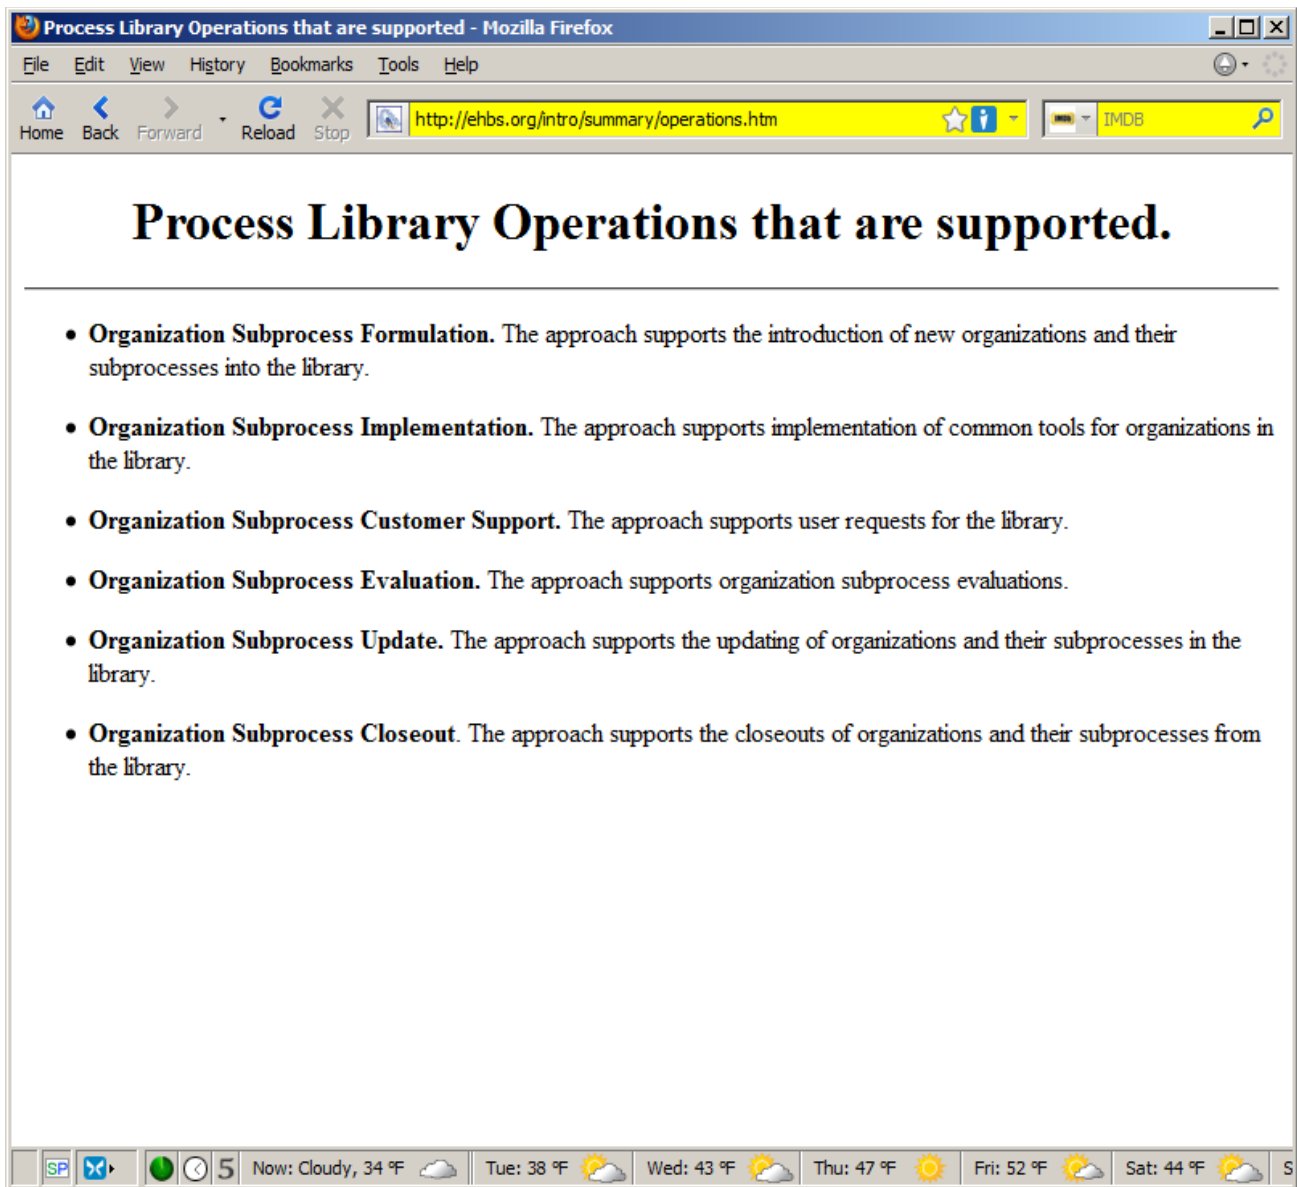 Process Library Operations that are supported - Mozilla Firefox
File Edit View History Bookmarks Tools Help
Home Back Forward Reload Stop http://ehbs.org/intro/summary/operations.htm IMDB
Process Library Operations that are supported.
• Organization Subprocess Formulation. The approach supports the introduction of new organizations and their
subprocesses into the library.
• Organization Subprocess Implementation. The approach supports implementation of common tools for organizations in
the library.
• Organization Subprocess Customer Support. The approach supports user requests for the library.
• Organization Subprocess Evaluation. The approach supports organization subprocess evaluations.
• Organization Subprocess Update. The approach supports the updating of organizations and their subprocesses in the
library.
• Organization Subprocess Closeout. The approach supports the closeouts of organizations and their subprocesses from
the library.
SP 5 Now: Cloudy, 34 °F Tue: 38 °F Wed: 43 °F Thu: 47 °F Fri: 52 °F Sat: 44 °F S